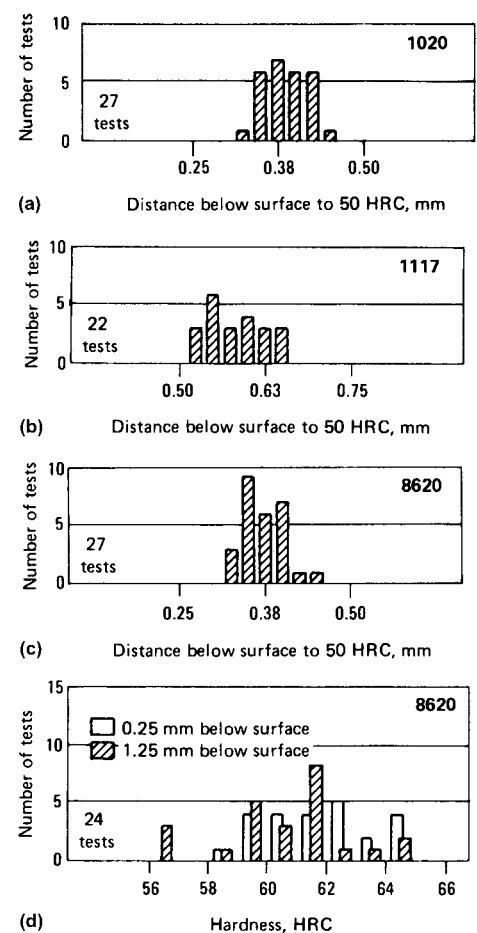 Number of tests
10
5
0
1020
27
tests
0.25
0.38
0.50
(a)
Distance below surface to 50 HRC, mm
Number of tests
10
5
0
1117
22
tests
0.50
0.63
0.75
(b)
Distance below surface to 50 HRC, mm
Number of tests
10
5
0
8620
27
tests
0.25
0.38
0.50
(c)
Distance below surface to 50 HRC, mm
Number of tests
15
10
5
0
8620
0.25 mm below surface
1.25 mm below surface
24
tests
56
58
60
62
64
66
(d)
Hardness, HRC